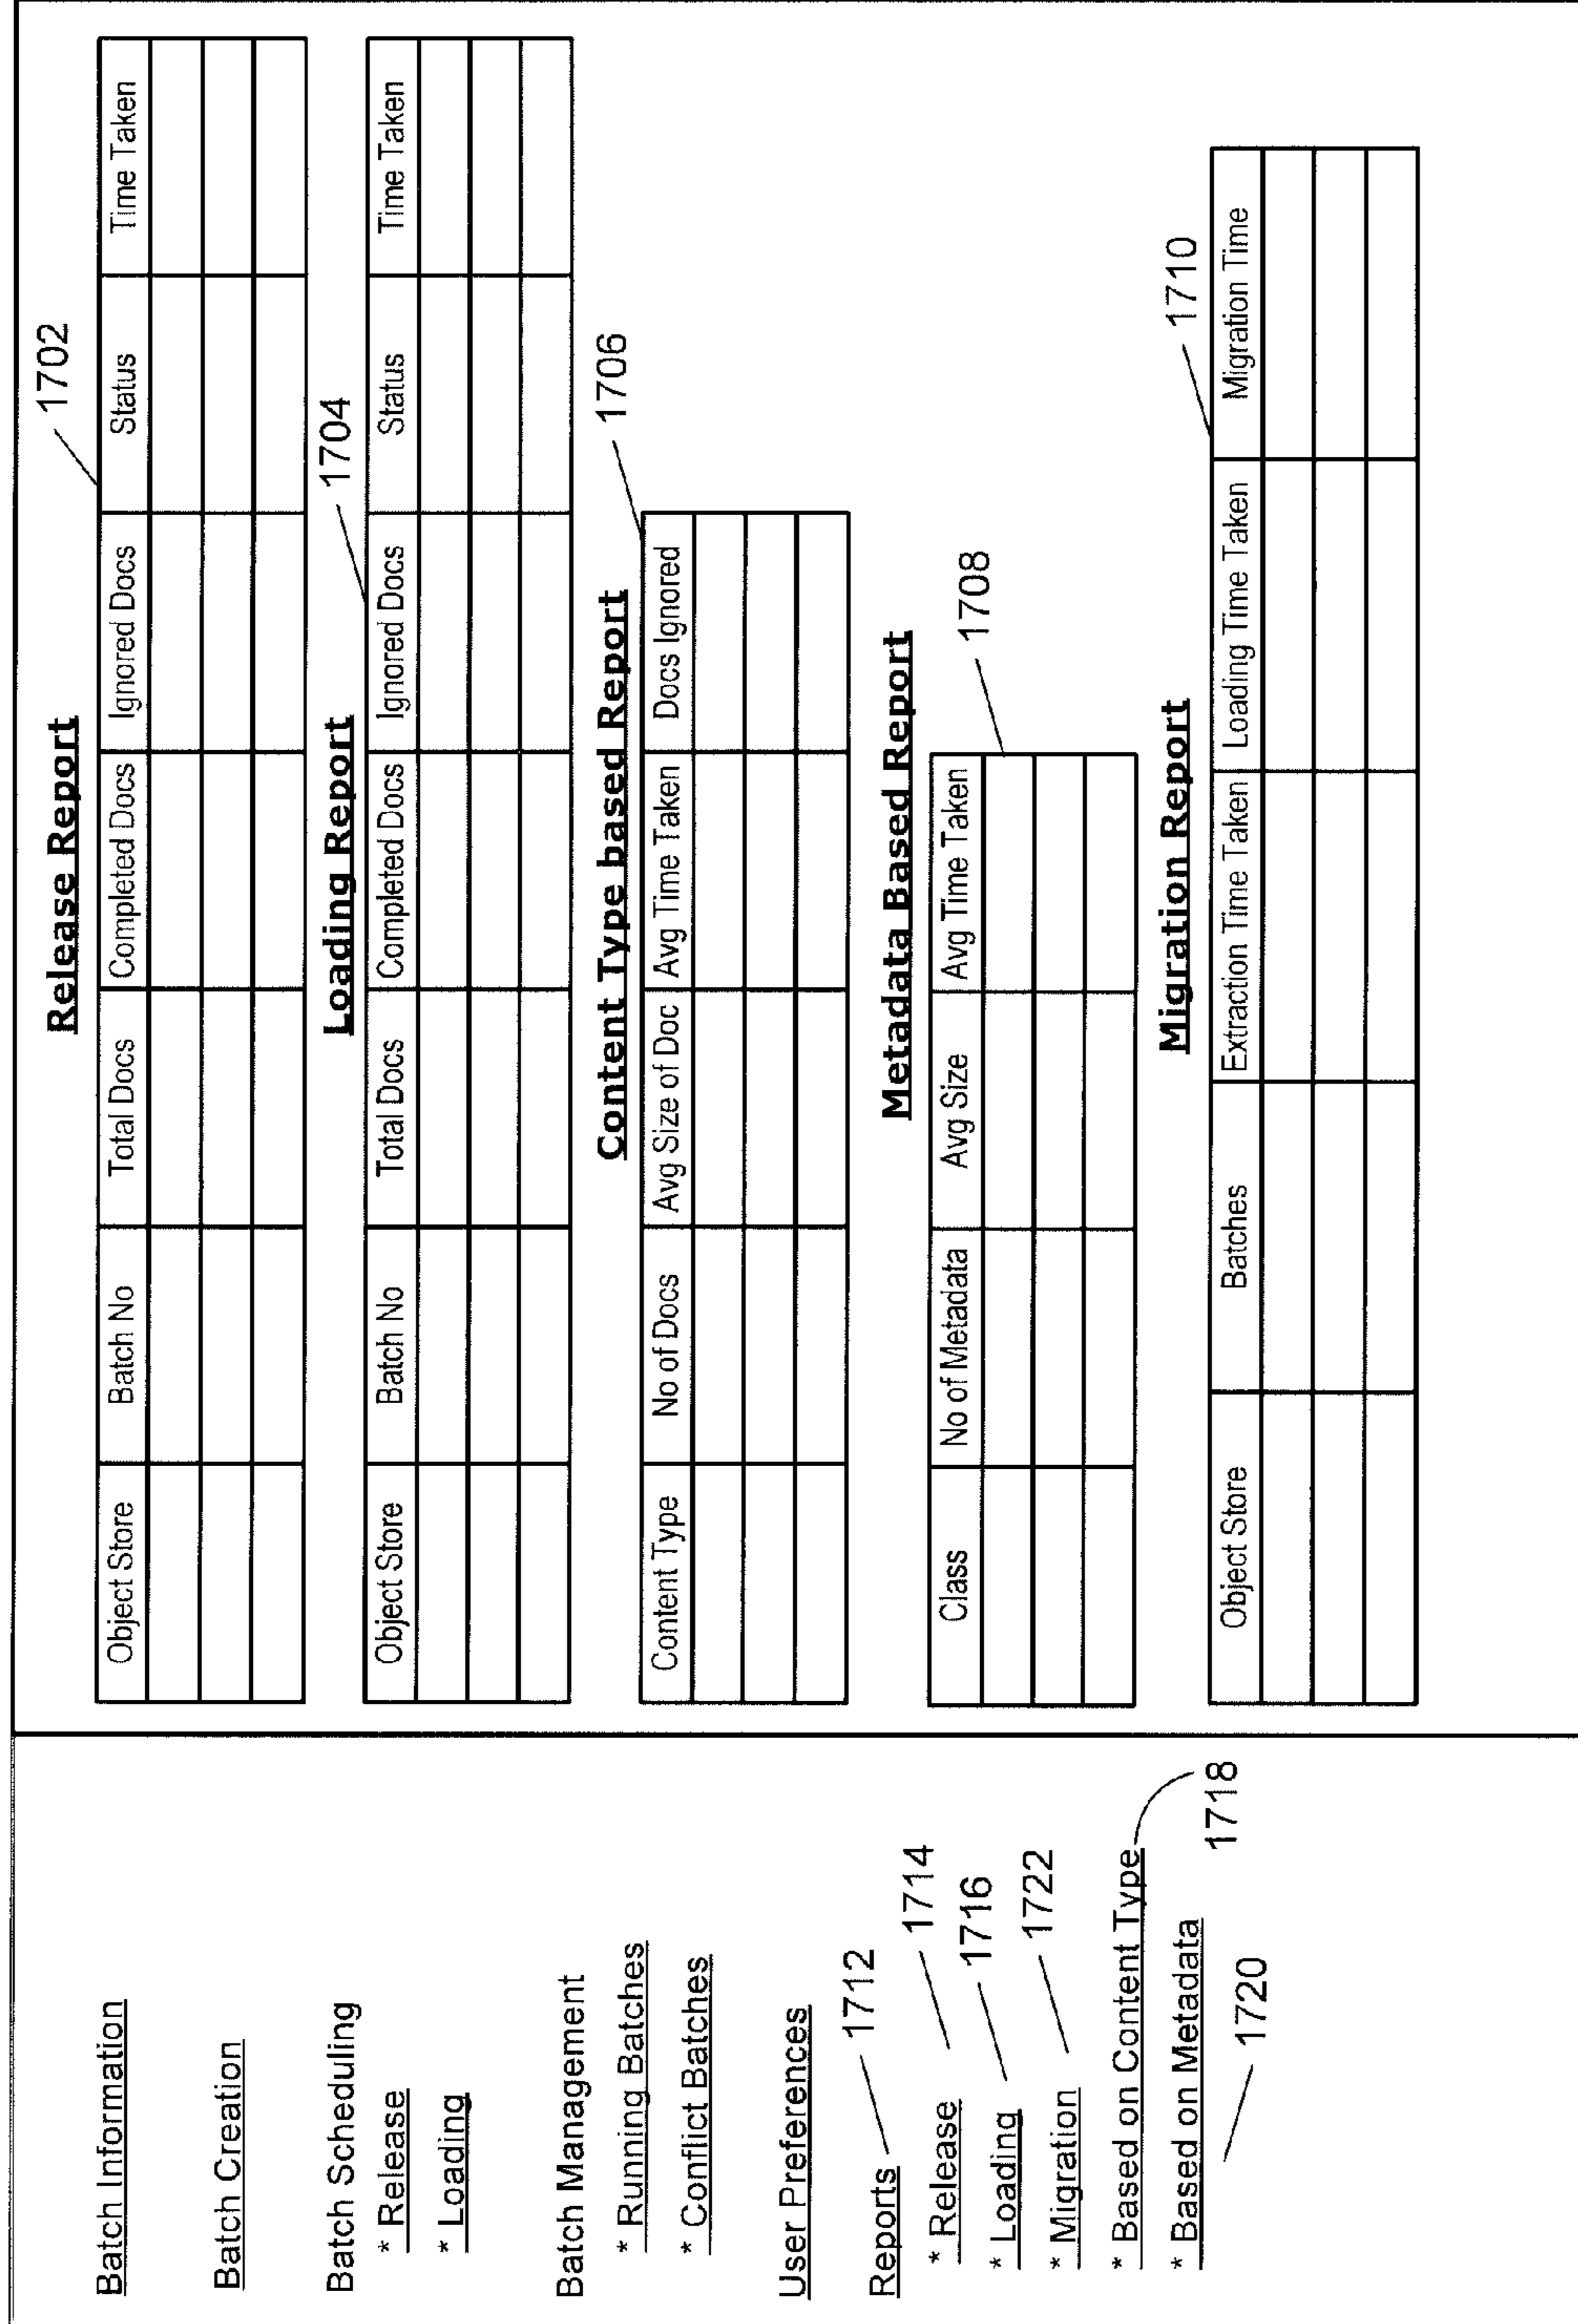 Batch Information
Batch Creation
Batch Scheduling
* Release
* Loading
Batch Management
* Running Batches
* Conflict Batches
User Preferences
Reports 1712
* Release 1714
* Loading 1716
* Migration 1722
* Based on Content Type 1718
* Based on Metadata 1720
Release Report 1702
Object Store Batch No Total Docs Completed Docs Ignored Docs Status Time Taken
Loading Report 1704
Object Store Batch No Total Docs Completed Docs Ignored Docs Status Time Taken
Content Type based Report 1706
Content Type No of Docs Avg Size of Doc Avg Time Taken Docs Ignored
Metadata Based Report 1708
Class No of Metadata Avg Size Avg Time Taken
Migration Report 1710
Object Store Batches Extraction Time Taken Loading Time Taken Migration Time